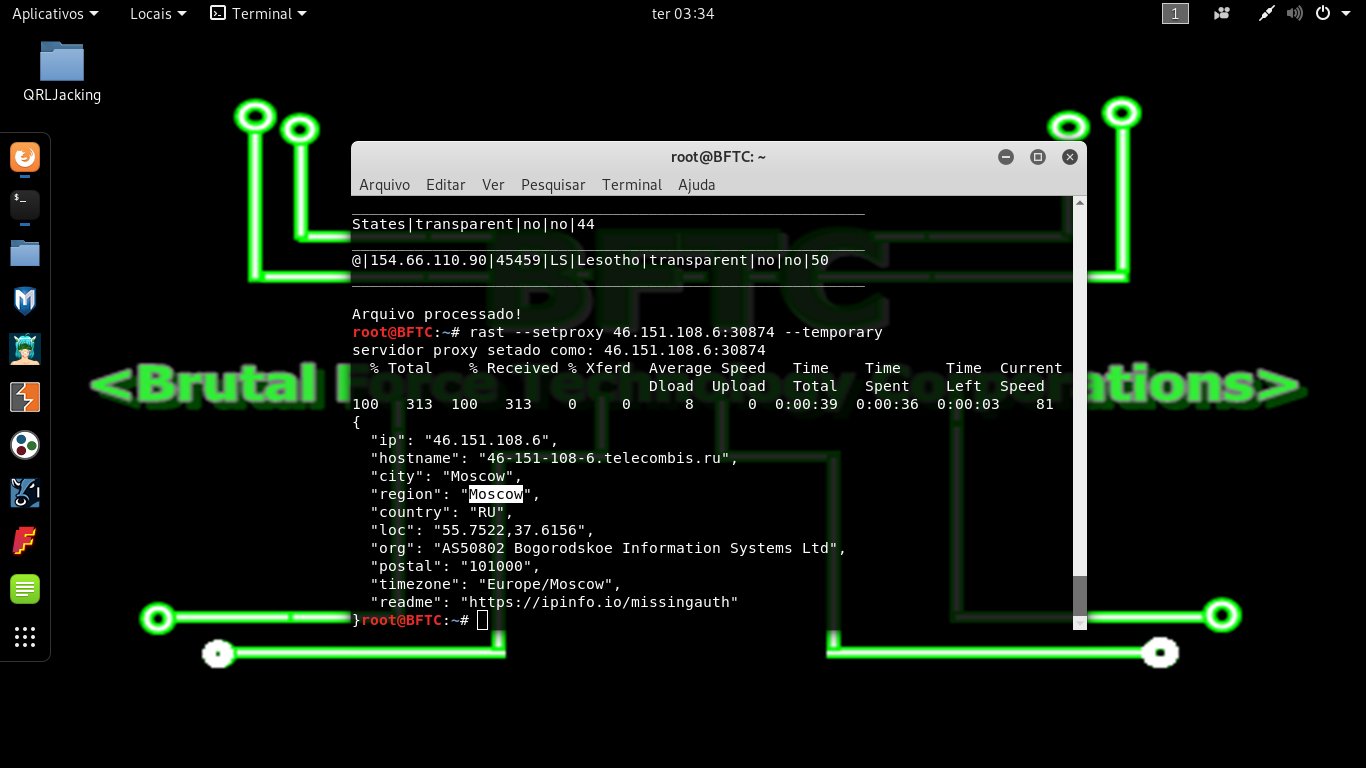 Aplicativos Locais Terminal ter 03:34 1
QRLJacking
root@BFTC: ~
Arquivo Editar Ver Pesquisar Terminal Ajuda
States|transparent|no|no|44
@|154.66.110.90|45459|LS|Lesotho|transparent|no|no|50
Arquivo processado!
root@BFTC:~# rast --setproxy 46.151.108.6:30874 --temporary
servidor proxy setado como: 46.151.108.6:30874
% Total % Received % Xferd Average Speed Time Time Time Current
Dload Upload Total Spent Left Speed
100 313 100 313 0 0 8 0 0:00:39 0:00:36 0:00:03 81
{
"ip": "46.151.108.6",
"hostname": "46-151-108-6.telecombis.ru",
"city": "Moscow",
"region": "Moscow",
"country": "RU",
"loc": "55.7522,37.6156",
"org": "AS50802 Bogorodskoe Information Systems Ltd",
"postal": "101000",
"timezone": "Europe/Moscow",
"readme": "https://ipinfo.io/missingauth"
}root@BFTC:~#
BFTC
<Brutal Force Technology Corporations>